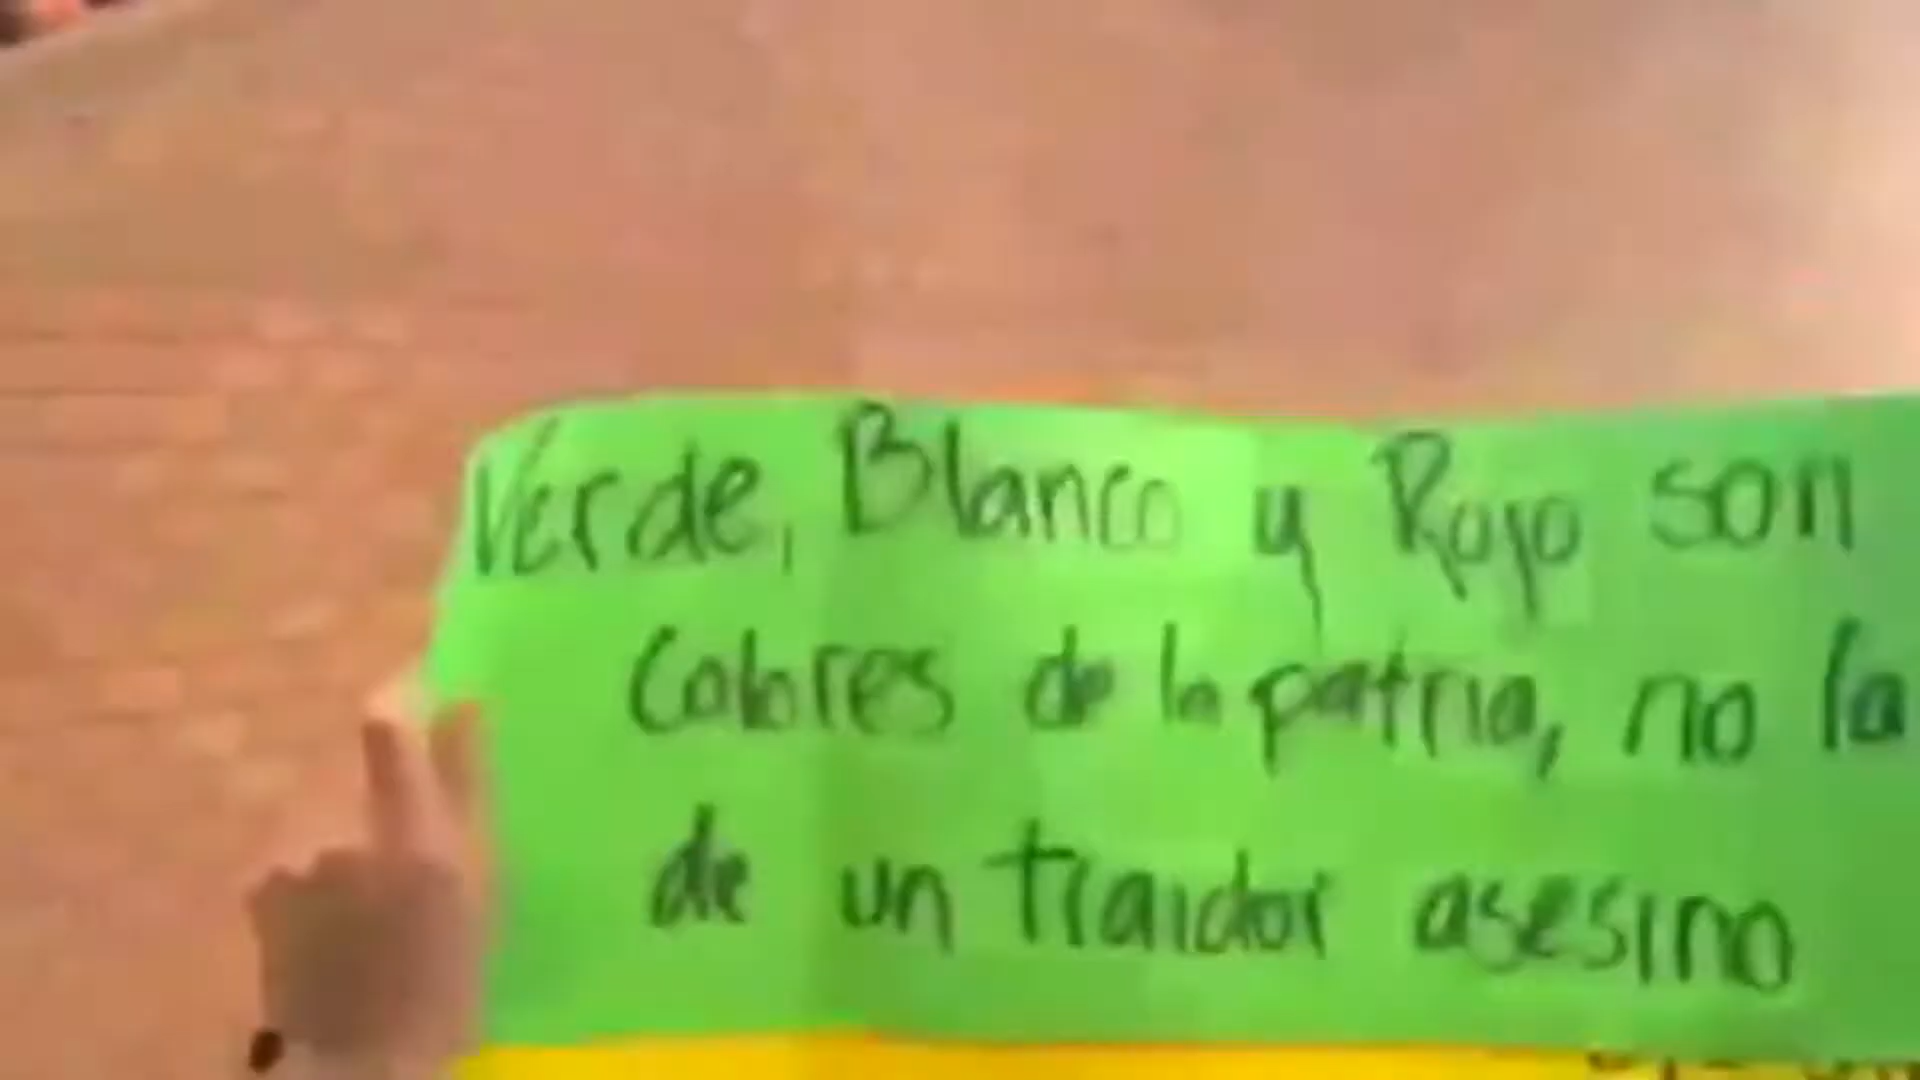 Verde, Blanco y Rojo son
Colores de la patria, no la
de un traidor asesino